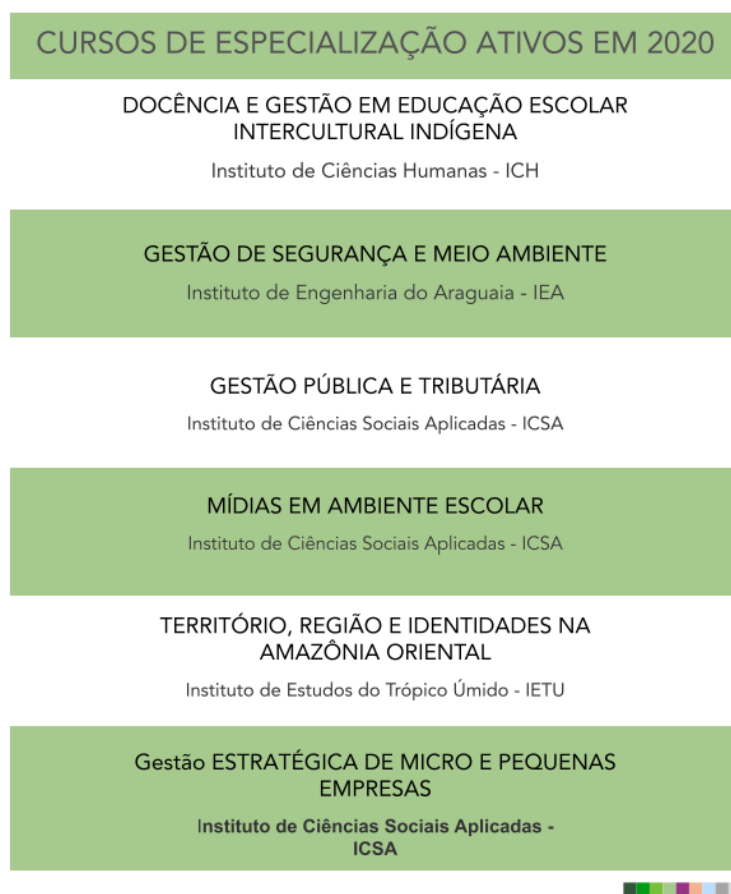 CURSOS DE ESPECIALIZAÇÃO ATIVOS EM 2020
DOCÊNCIA E GESTÃO EM EDUCAÇÃO ESCOLAR
INTERCULTURAL INDÍGENA
Instituto de Ciências Humanas - ICH
GESTÃO DE SEGURANÇA E MEIO AMBIENTE
Instituto de Engenharia do Araguaia - IEA
GESTÃO PÚBLICA E TRIBUTÁRIA
Instituto de Ciências Sociais Aplicadas - ICSA
MÍDIAS EM AMBIENTE ESCOLAR
Instituto de Ciências Sociais Aplicadas - ICSA
TERRITÓRIO, REGIÃO E IDENTIDADES NA
AMAZÔNIA ORIENTAL
Instituto de Estudos do Trópico Úmido - IETU
Gestão ESTRATÉGICA DE MICRO E PEQUENAS
EMPRESAS
Instituto de Ciências Sociais Aplicadas -
ICSA